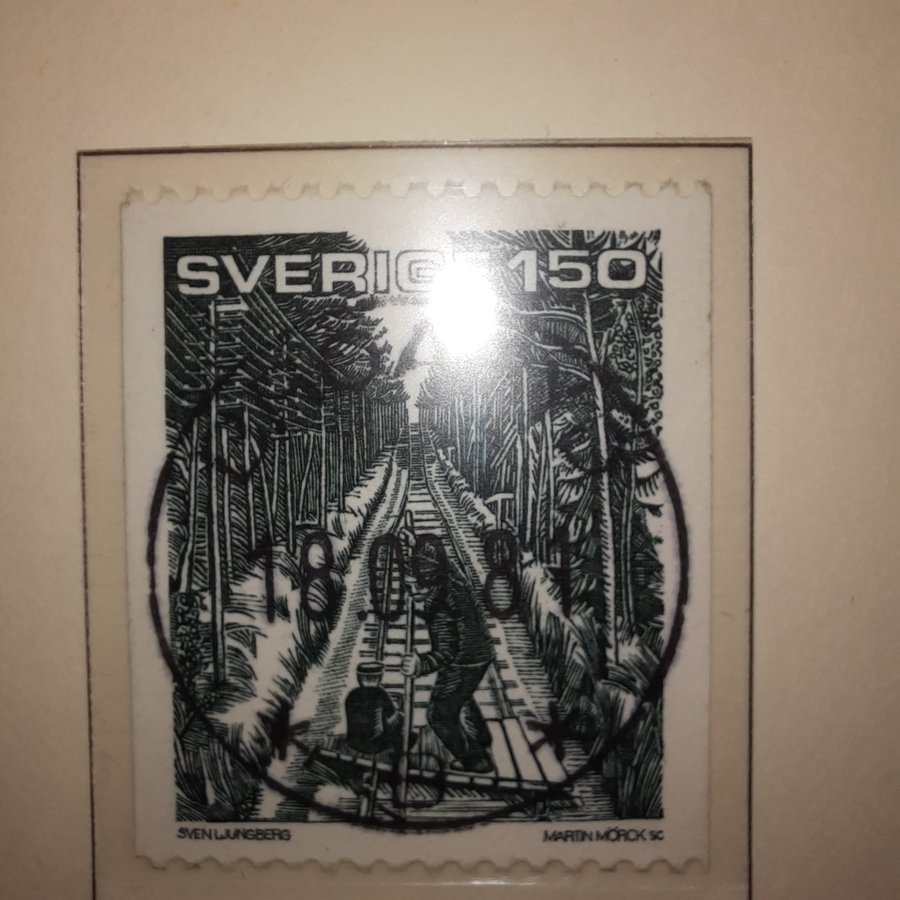 SVERIGE 150
18.09.81
SVEN LJUNGBERG
MARTIN MÖRCK SC